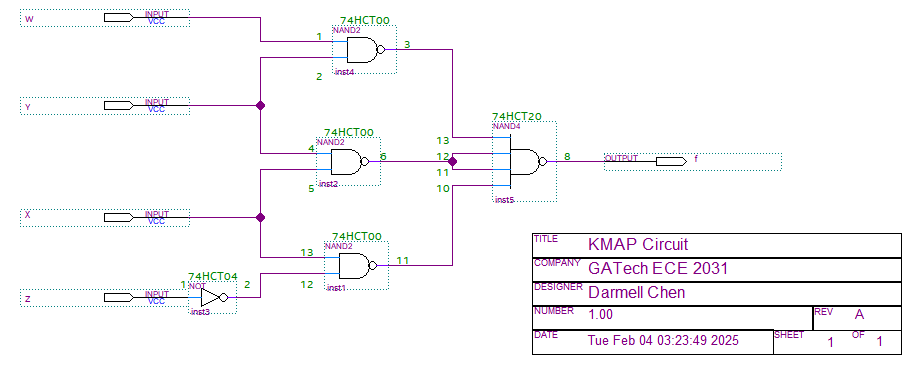 W INPUT VCC
74HCT00
NAND2
1
2
3
inst4
Y INPUT VCC
74HCT20
NAND4
13
12
11
10
8
inst5
OUTPUT f
74HCT00
NAND2
4
5
6
inst2
X INPUT VCC
74HCT00
NAND2
13
12
11
inst1
74HCT04
NOT
1
2
inst3
Z INPUT VCC
TITLE KMAP Circuit
COMPANY GATech ECE 2031
DESIGNER Darmell Chen
NUMBER 1.00 REV A
DATE Tue Feb 04 03:23:49 2025 SHEET 1 OF 1